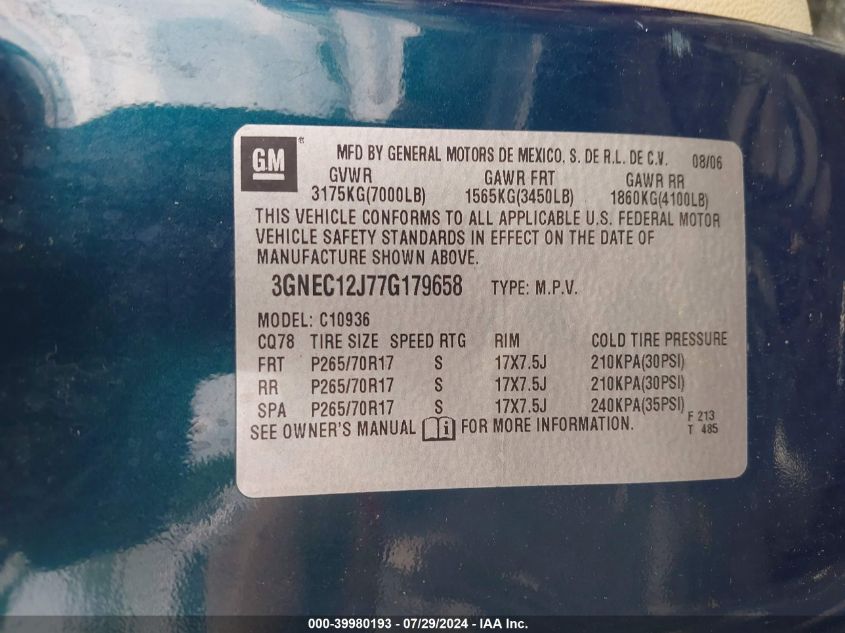 GM®
MFD BY GENERAL MOTORS DE MEXICO, S. DE R.L. DE C.V. 08/06
GVWR GAWR FRT GAWR RR
3175KG(7000LB) 1565KG(3450LB) 1860KG(4100LB)
THIS VEHICLE CONFORMS TO ALL APPLICABLE U.S. FEDERAL MOTOR
VEHICLE SAFETY STANDARDS IN EFFECT ON THE DATE OF
MANUFACTURE SHOWN ABOVE.
3GNEC12J77G179658 TYPE: M.P.V.
MODEL: C10936
CQ78 TIRE SIZE SPEED RTG RIM COLD TIRE PRESSURE
FRT P265/70R17 S 17X7.5J 210KPA(30PSI)
RR P265/70R17 S 17X7.5J 210KPA(30PSI)
SPA P265/70R17 S 17X7.5J 240KPA(35PSI)
F 213
SEE OWNER'S MANUAL FOR MORE INFORMATION. T 485
000-39980193 - 07/29/2024 - IAA Inc.